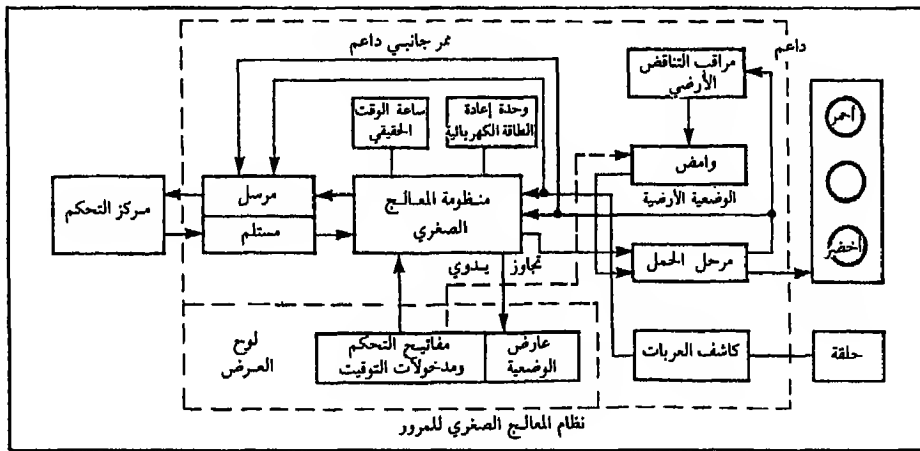 داعم
ممر جانبي داعم
مراقب التناقض
الأرضي
أحمر
وحدة إعادة
الطاقة الكهربائية
ساعة الوقت
الحقيقي
وامض
الوضعية الأرضية
منظومة المعالج
الصغري
مرسل
مستلم
مركز التحكم
أخضر
مرحل الحمل
تجاوز يدوي
حلقة
كاشف العربات
عارض
الوضعية
مفاتيح التحكم
ومدخولات التوقيت
لوح
العرض
نظام المعالج الصغري للمرور